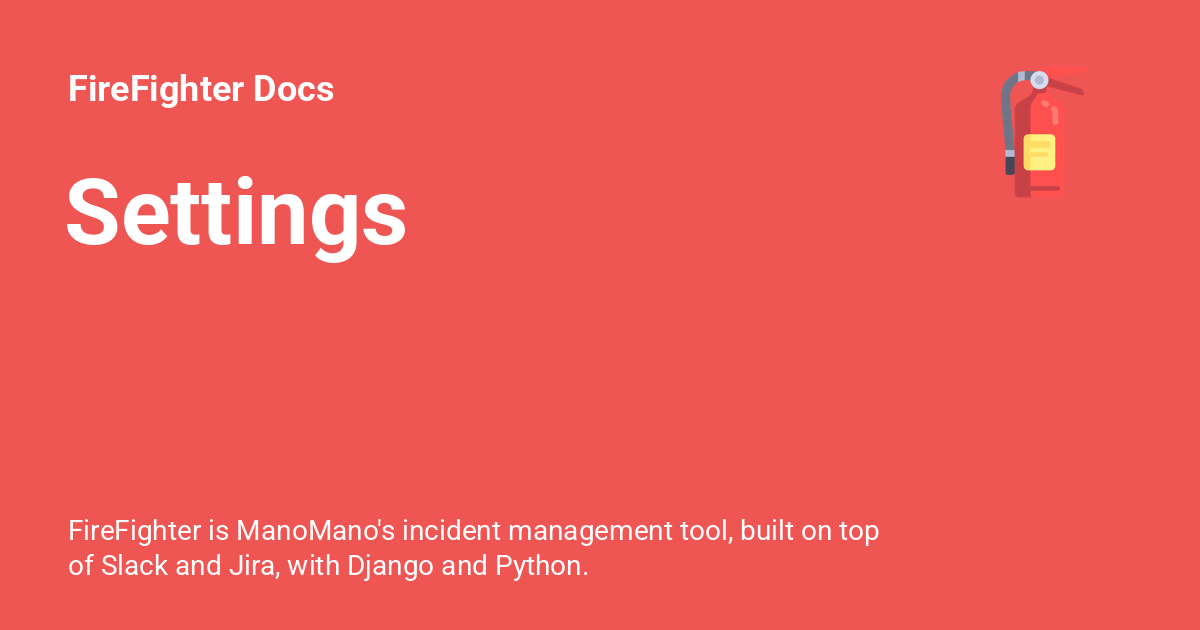 FireFighter Docs
Settings
FireFighter is ManoMano's incident management tool, built on top
of Slack and Jira, with Django and Python.